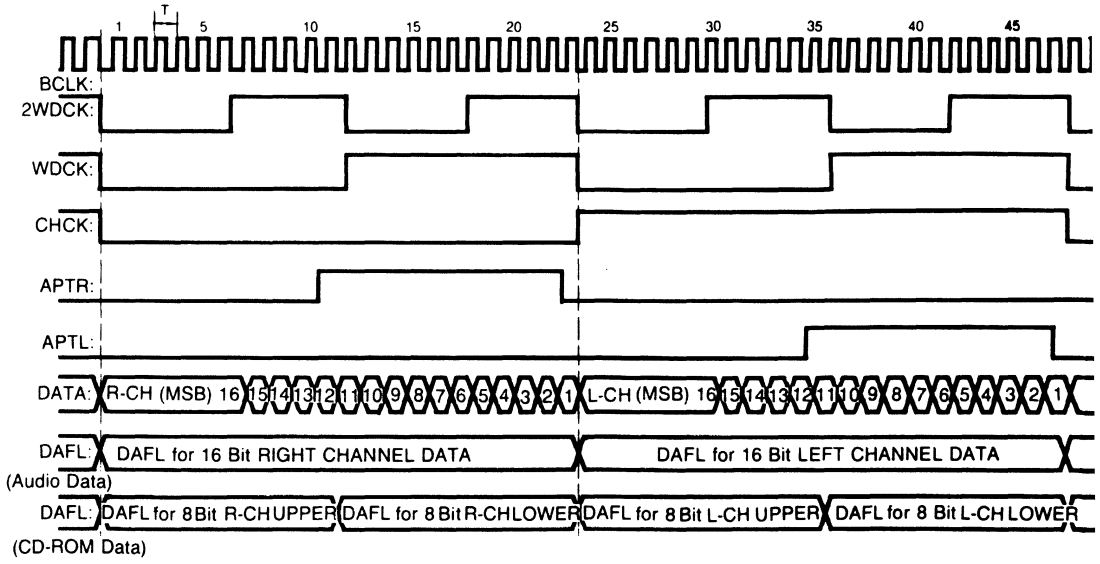 T
1 5 10 15 20 25 30 35 40 45
BCLK:
2WDCK:
WDCK:
CHCK:
APTR:
APTL:
DATA: R-CH (MSB) 16 15 14 13 12 11 10 9 8 7 6 5 4 3 2 1 L-CH (MSB) 16 15 14 13 12 11 10 9 8 7 6 5 4 3 2 1
DAFL: DAFL for 16 Bit RIGHT CHANNEL DATA DAFL for 16 Bit LEFT CHANNEL DATA
(Audio Data)
DAFL: DAFL for 8 Bit R-CH UPPER DAFL for 8 Bit R-CH LOWER DAFL for 8 Bit L-CH UPPER DAFL for 8 Bit L-CH LOWER
(CD-ROM Data)